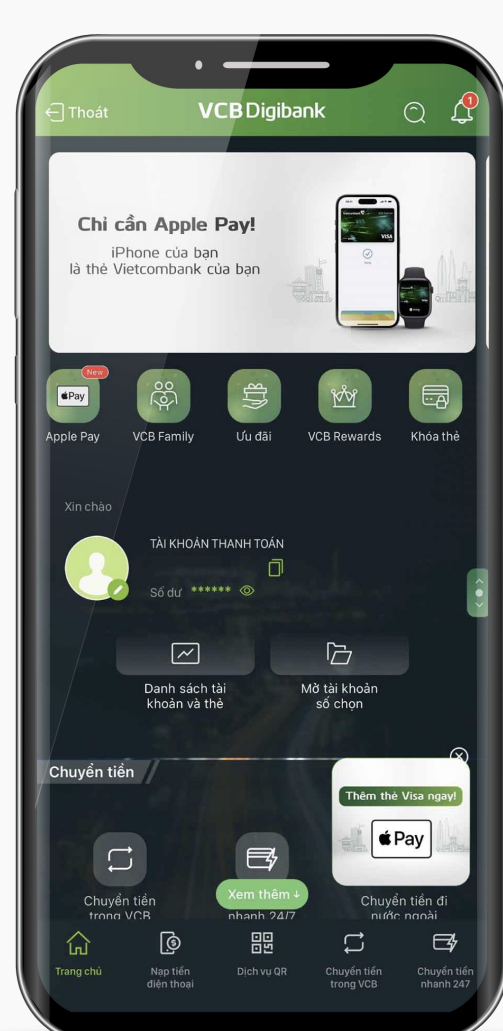 Thoát
VCB Digibank
1
Chỉ cần Apple Pay!
iPhone của bạn
là thẻ Vietcombank của bạn
VISA
New
Pay
Apple Pay
VCB Family
Ưu đãi
VCB Rewards
Khóa thẻ
Xin chào
TÀI KHOẢN THANH TOÁN
Số dư ******
Danh sách tài
khoản và thẻ
Mở tài khoản
số chọn
Chuyển tiền
Thêm thẻ Visa ngay!
Pay
Chuyển tiền
trong VCB
Xem thêm ↓
nhanh 24/7
Chuyển tiền đi
nước ngoài
Trang chủ
Nạp tiền
điện thoại
Dịch vụ QR
Chuyển tiền
trong VCB
Chuyển tiền
nhanh 247